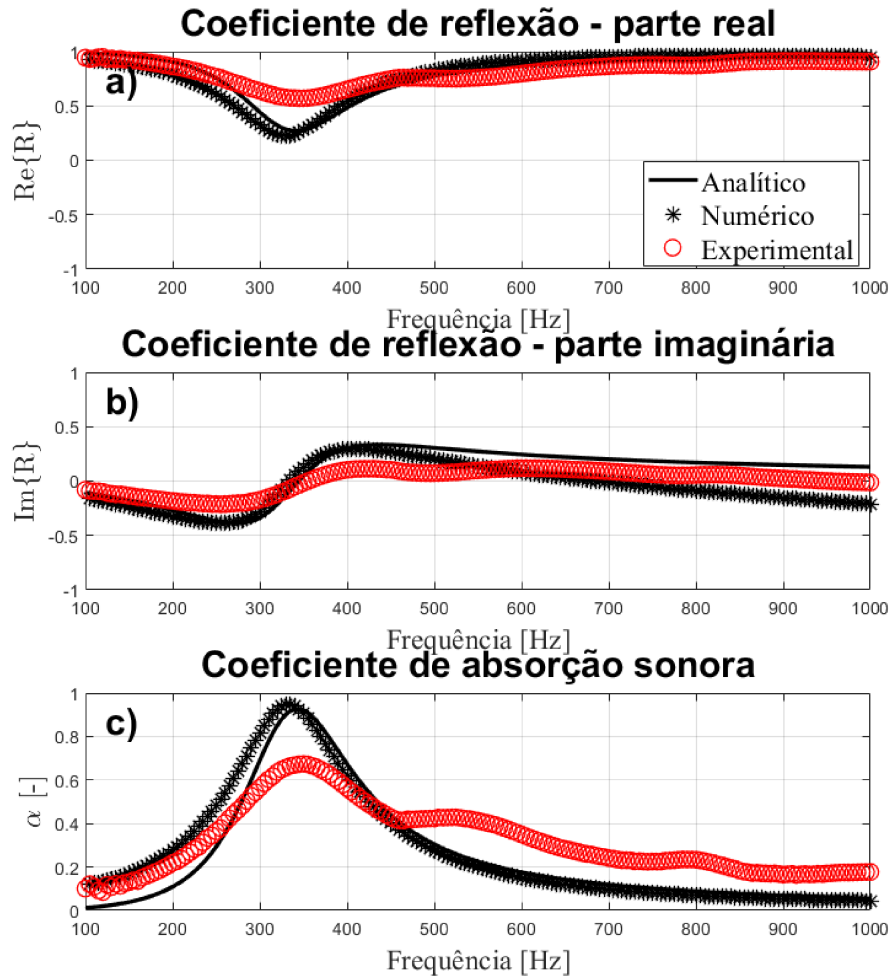 Coeficiente de reflexão - parte real
a)
Re{R}
1
0.5
0
-0.5
-1
Analítico
Numérico
Experimental
100 200 300 400 500 600 700 800 900 1000
Frequência [Hz]
Coeficiente de reflexão - parte imaginária
b)
Im{R}
1
0.5
0
-0.5
-1
100 200 300 400 500 600 700 800 900 1000
Frequência [Hz]
Coeficiente de absorção sonora
c)
α [-]
1
0.8
0.6
0.4
0.2
0
100 200 300 400 500 600 700 800 900 1000
Frequência [Hz]